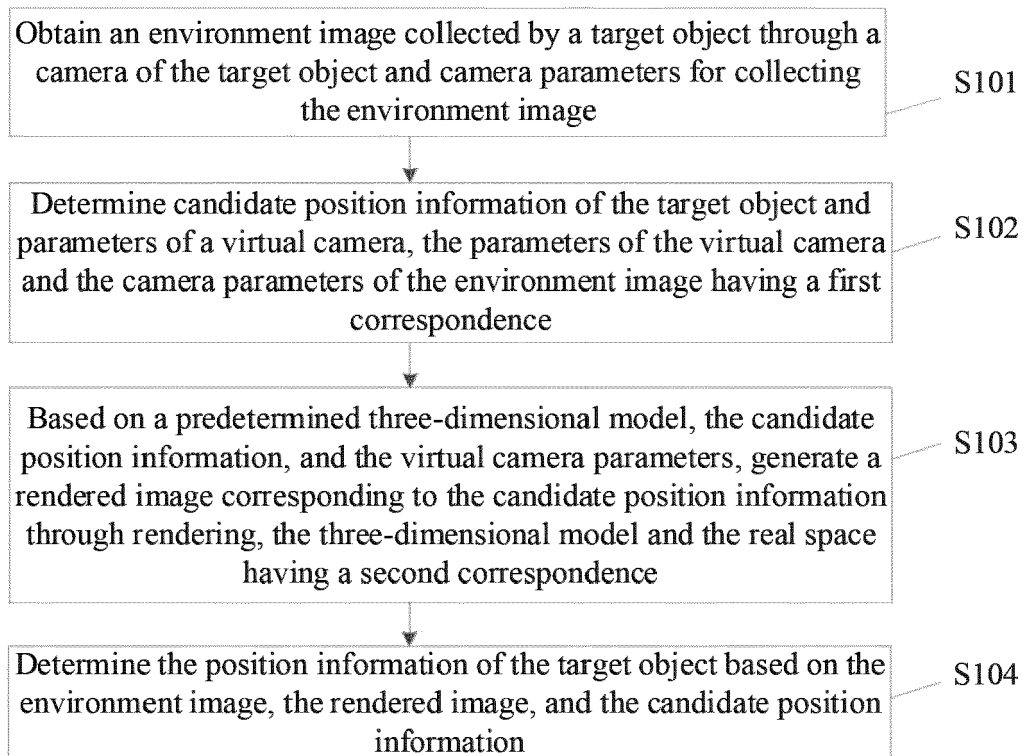 Obtain an environment image collected by a target object through a
camera of the target object and camera parameters for collecting
the environment image
S101
Determine candidate position information of the target object and
parameters of a virtual camera, the parameters of the virtual camera
and the camera parameters of the environment image having a first
correspondence
S102
Based on a predetermined three-dimensional model, the candidate
position information, and the virtual camera parameters, generate a
rendered image corresponding to the candidate position information
through rendering, the three-dimensional model and the real space
having a second correspondence
S103
Determine the position information of the target object based on the
environment image, the rendered image, and the candidate position
information
S104